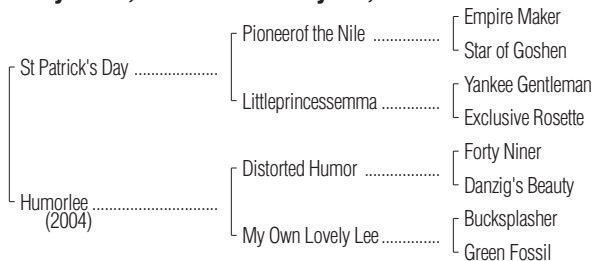 Empire Maker
Pioneerof the Nile ................
Star of Goshen
St Patrick's Day ....................
Yankee Gentleman
Littleprincessemma ..............
Exclusive Rosette
Forty Niner
Distorted Humor ..................
Danzig's Beauty
Humorlee ..............................
(2004)
Bucksplasher
My Own Lovely Lee ..............
Green Fossil